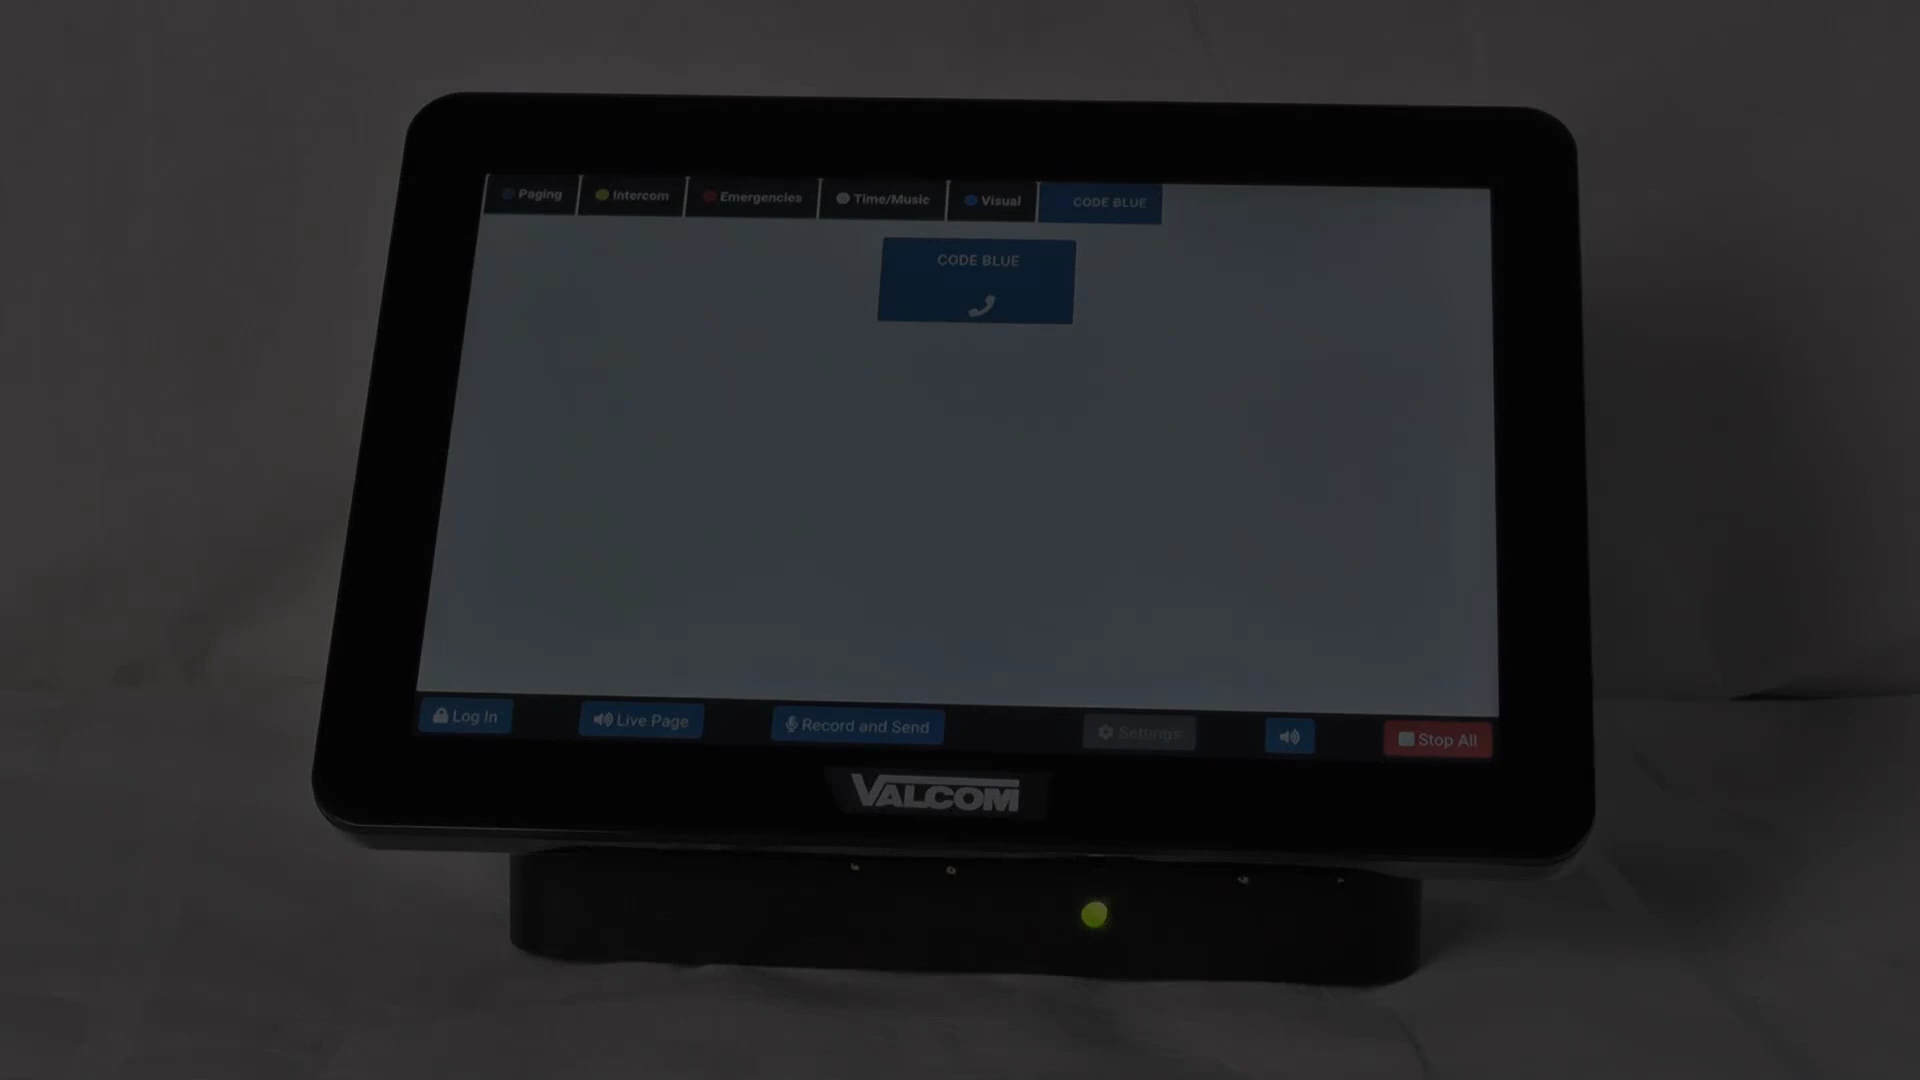 Paging Intercom Emergencies Time/Music Visual CODE BLUE
CODE BLUE
Log In Live Page Record and Send Settings Stop All
VALCOM